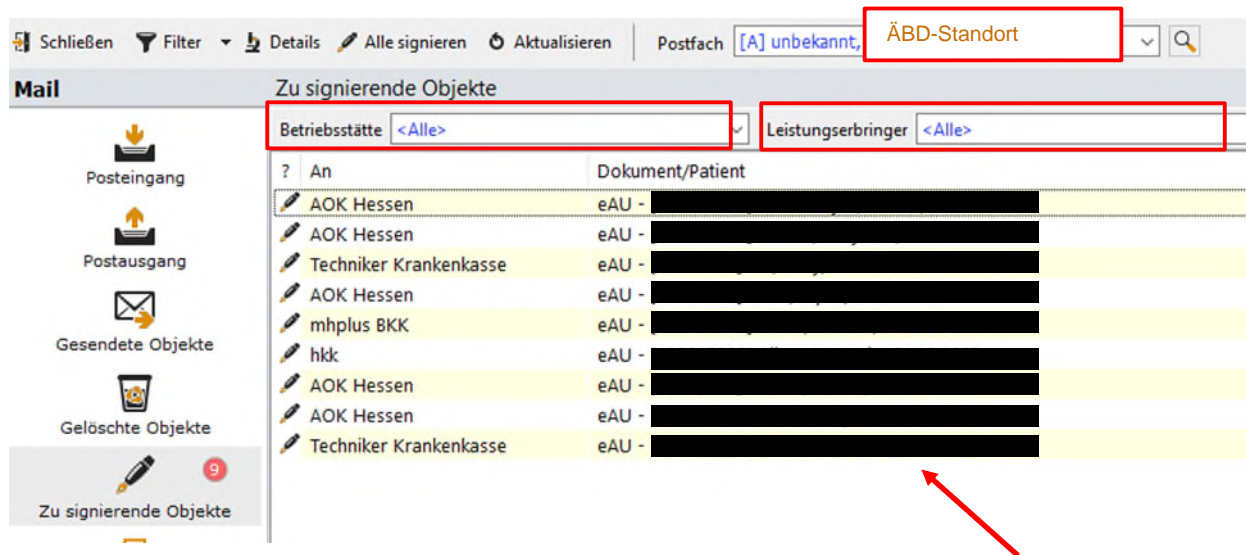 Schließen Filter Details Alle signieren Aktualisieren Postfach [A] unbekannt, ÄBD-Standort
Mail Zu signierende Objekte
Betriebsstätte <Alle> Leistungserbringer <Alle>
Posteingang
Postausgang
Gesendete Objekte
Gelöschte Objekte
9
Zu signierende Objekte
? An Dokument/Patient
AOK Hessen eAU -
AOK Hessen eAU -
Techniker Krankenkasse eAU -
AOK Hessen eAU -
mhplus BKK eAU -
hkk eAU -
AOK Hessen eAU -
AOK Hessen eAU -
Techniker Krankenkasse eAU -